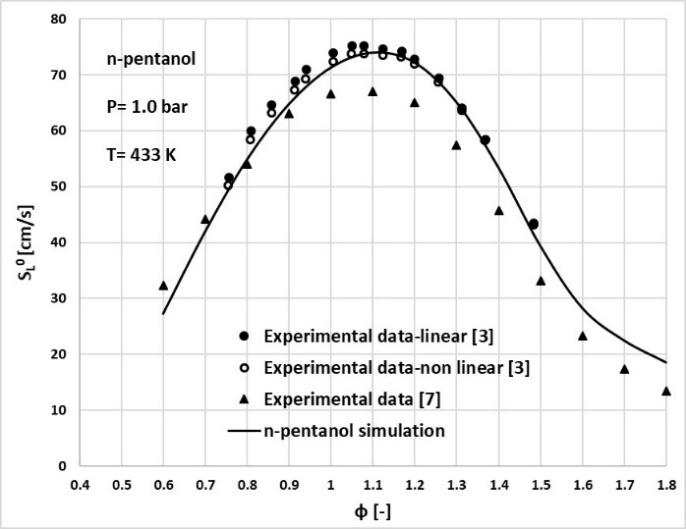 80
70
60
50
40
30
20
10
0
S_L^0 [cm/s]
n-pentanol
P= 1.0 bar
T= 433 K
Experimental data-linear [3]
Experimental data-non linear [3]
Experimental data [7]
n-pentanol simulation
0.4 0.5 0.6 0.7 0.8 0.9 1 1.1 1.2 1.3 1.4 1.5 1.6 1.7 1.8
ϕ [-]